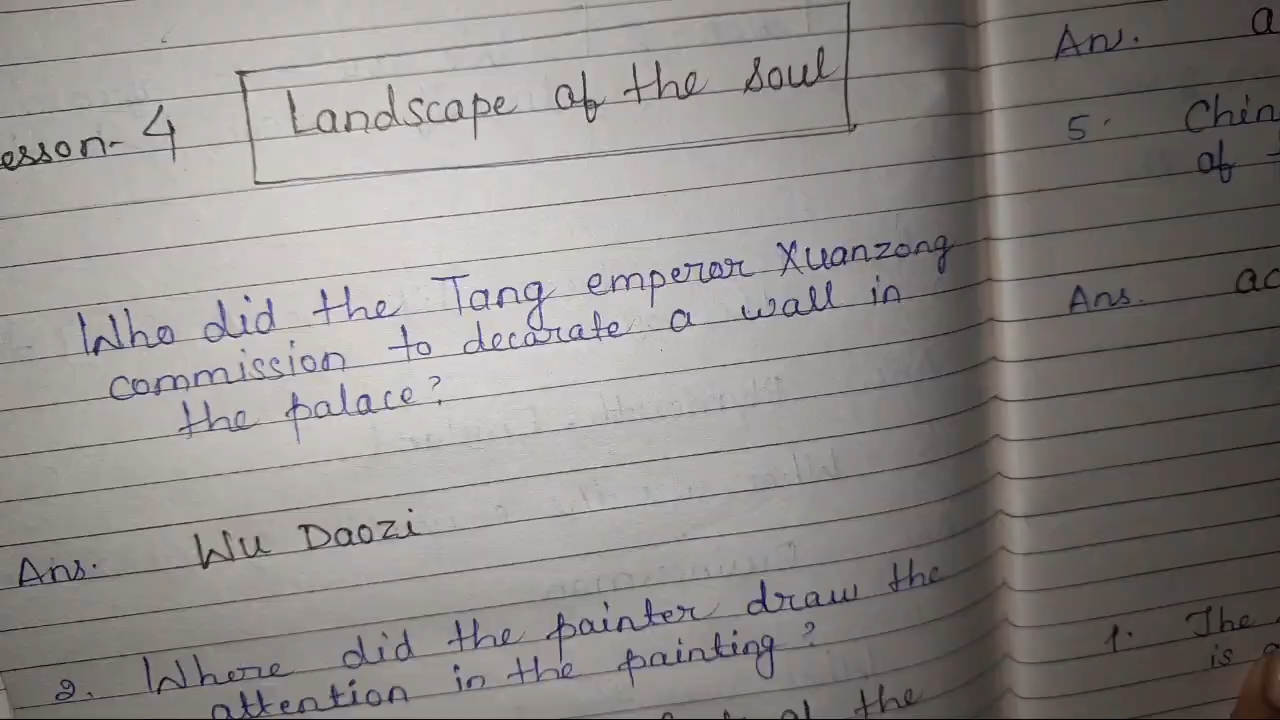 esson- 4
Landscape of the soul
Who did the Tang emperor Xuanzong
commission to decorate a wall in
the palace?
Ans. Wu Daozi
2. Where did the painter draw the
attention in the painting?
the
Ans. a
5. Chin
of
Ans. ac
1. The
is